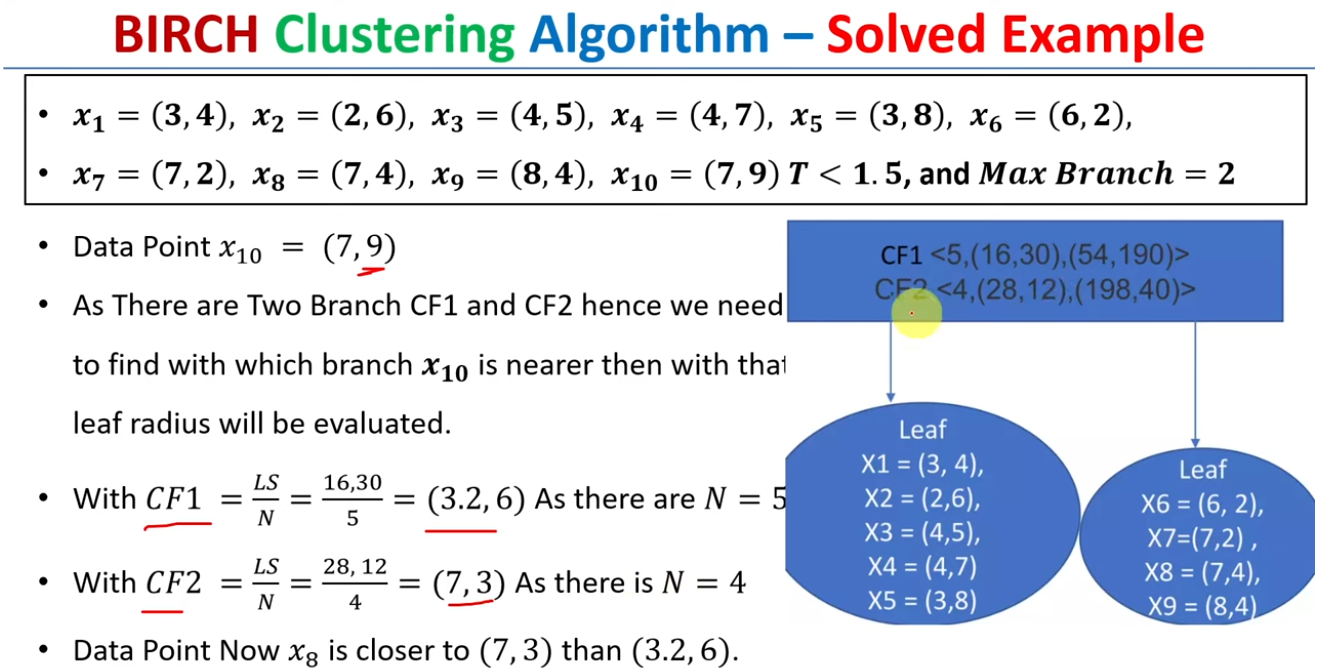 BIRCH Clustering Algorithm – Solved Example
• x₁ = (3, 4), x₂ = (2, 6), x₃ = (4, 5), x₄ = (4, 7), x₅ = (3, 8), x₆ = (6, 2),
• x₇ = (7, 2), x₈ = (7, 4), x₉ = (8, 4), x₁₀ = (7, 9) T < 1.5, and Max Branch = 2
• Data Point x₁₀ = (7, 9)
• As There are Two Branch CF1 and CF2 hence we need
to find with which branch x₁₀ is nearer then with that
leaf radius will be evaluated.
• With CF1 = LS/N = 16,30/5 = (3.2, 6) As there are N = 5
• With CF2 = LS/N = 28, 12/4 = (7, 3) As there is N = 4
• Data Point Now x₈ is closer to (7, 3) than (3.2, 6).
CF1 <5,(16,30),(54,190)>
CF2 <4,(28,12),(198,40)>
Leaf
X1 = (3, 4),
X2 = (2,6),
X3 = (4,5),
X4 = (4,7)
X5 = (3,8)
Leaf
X6 = (6, 2),
X7=(7,2) ,
X8 = (7,4),
X9 = (8,4)